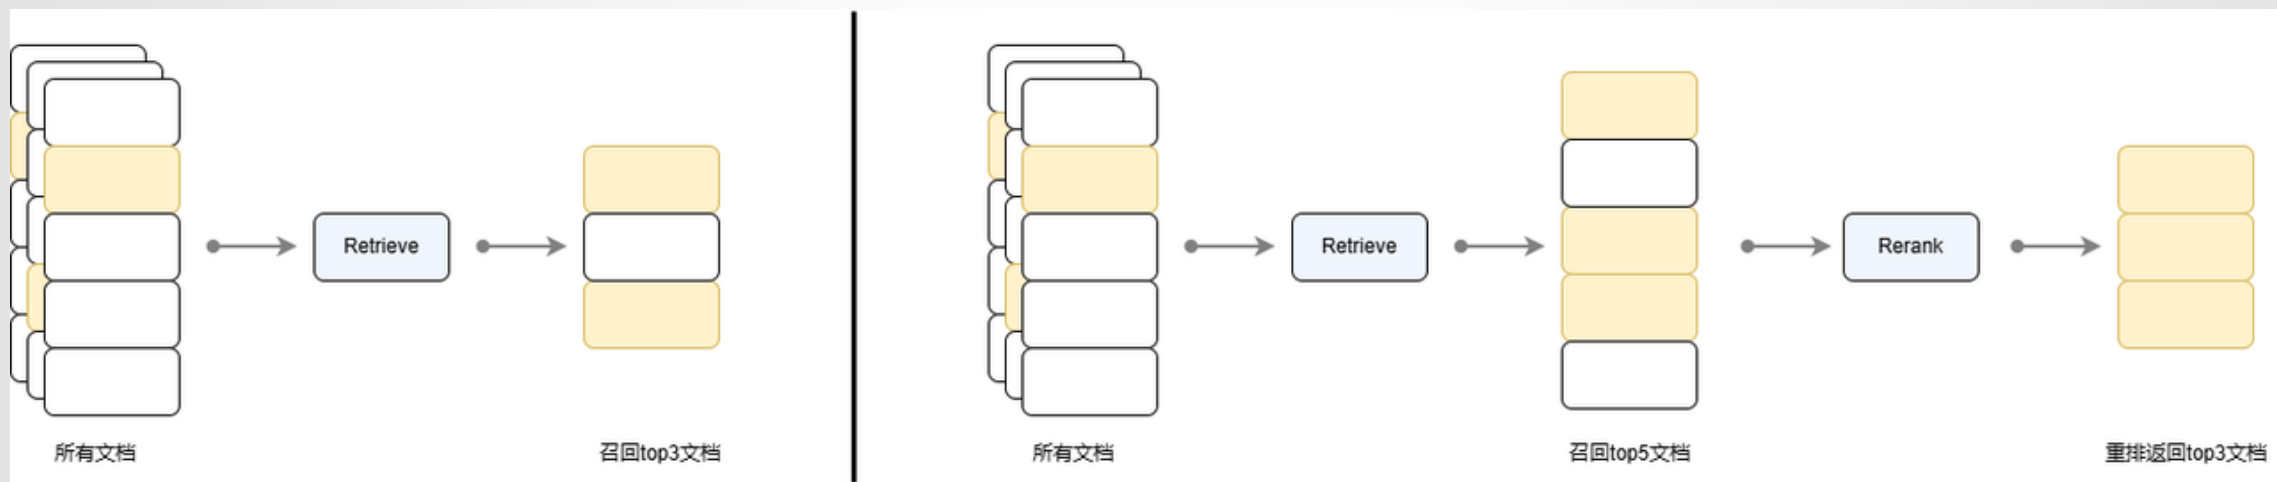 Retrieve
所有文档
召回top3文档
Retrieve
Rerank
所有文档
召回top5文档
重排返回top3文档